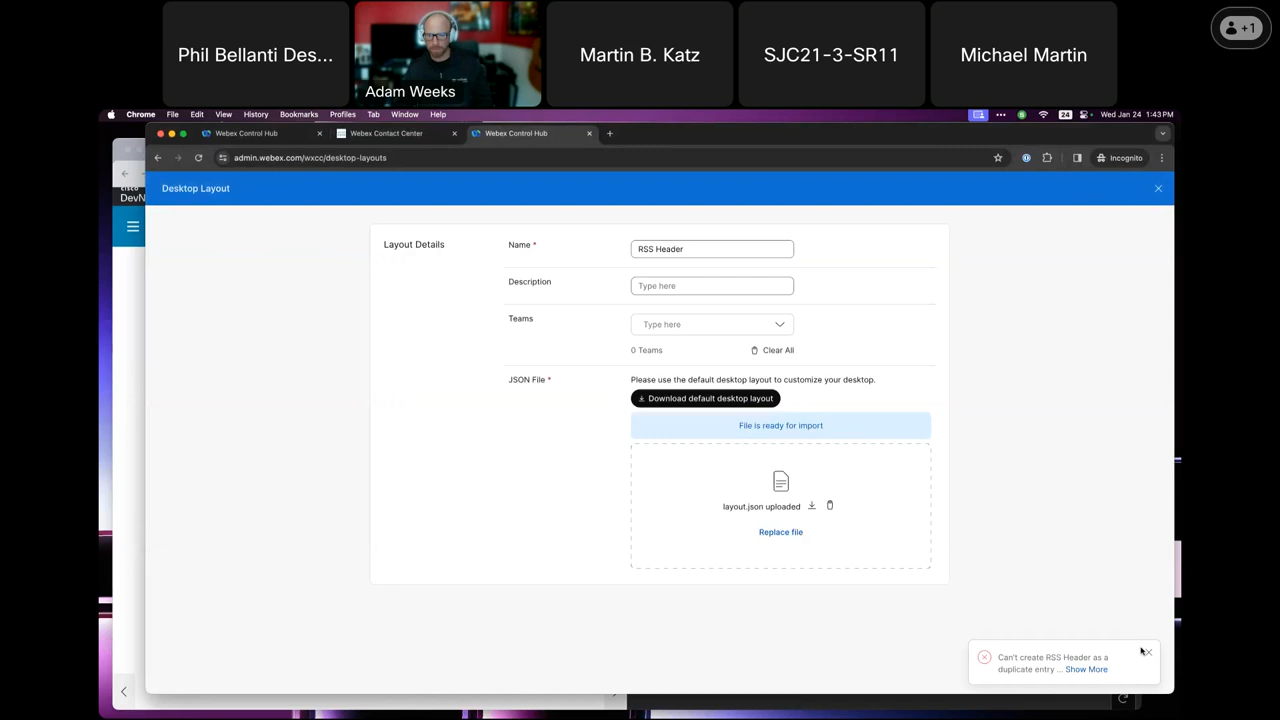 Phil Bellanti Des...
Adam Weeks
Martin B. Katz
SJC21-3-SR11
Michael Martin
+1
Chrome File Edit View History Bookmarks Profiles Tab Window Help
24 Wed Jan 24 1:43 PM
Webex Control Hub
Webex Contact Center
Webex Control Hub
admin.webex.com/wxcc/desktop-layouts
Incognito
Desktop Layout
Layout Details
Name *
RSS Header
Description
Type here
Teams
Type here
0 Teams
Clear All
JSON File *
Please use the default desktop layout to customize your desktop.
Download default desktop layout
File is ready for import
layout.json uploaded
Replace file
Can't create RSS Header as a
duplicate entry ... Show More